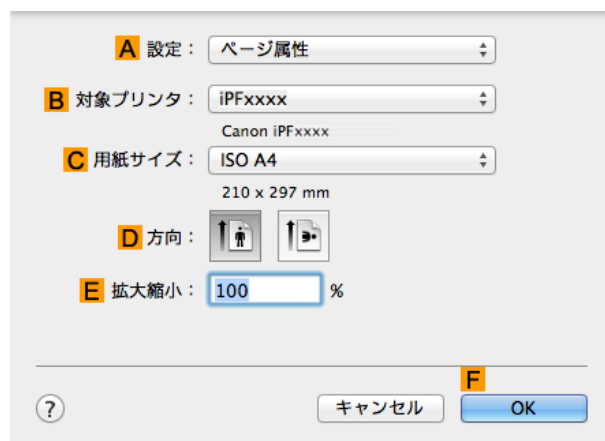 A 設定： ページ属性
B 対象プリンタ： iPFxxxx
Canon iPFxxxx
C 用紙サイズ： ISO A4
210 x 297 mm
D 方向：
E 拡大縮小： 100 %
F
? キャンセル OK